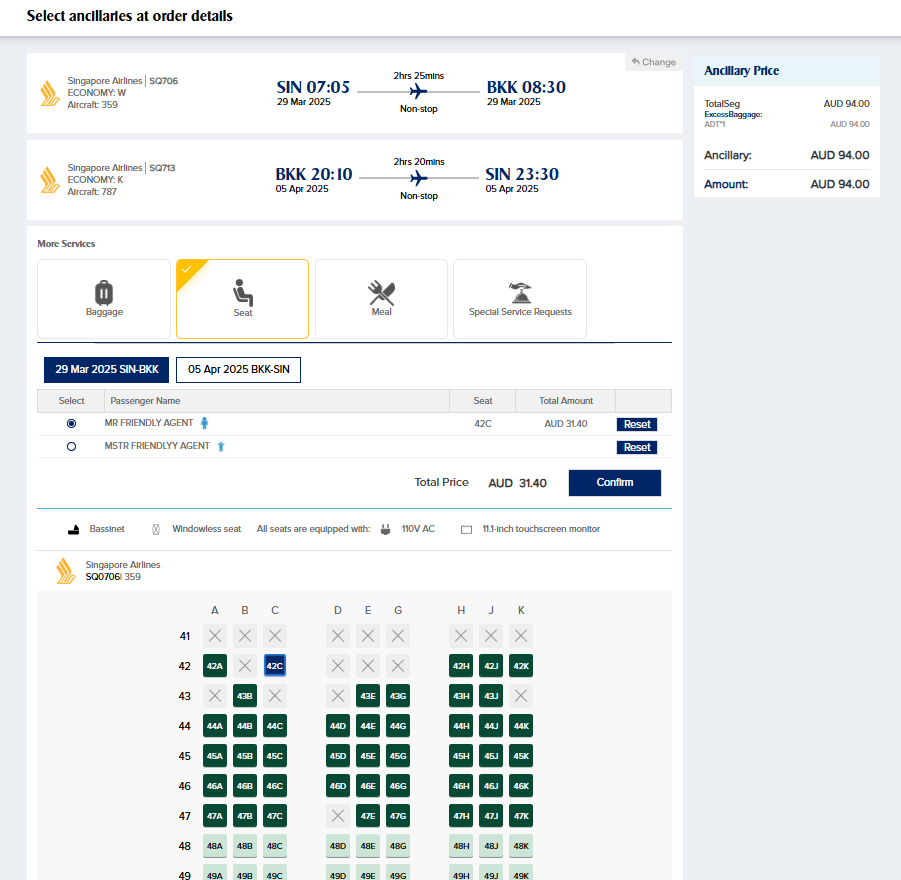 Select ancillaries at order details
Change
Singapore Airlines | SQ706
ECONOMY: W
Aircraft: 359
SIN 07:05
29 Mar 2025
2hrs 25mins
Non-stop
BKK 08:30
29 Mar 2025
Singapore Airlines | SQ713
ECONOMY: K
Aircraft: 787
BKK 20:10
05 Apr 2025
2hrs 20mins
Non-stop
SIN 23:30
05 Apr 2025
Ancillary Price
TotalSeg AUD 94.00
ExcessBaggage:
ADT*1 AUD 94.00
Ancillary: AUD 94.00
Amount: AUD 94.00
More Services
Baggage Seat Meal Special Service Requests
29 Mar 2025 SIN-BKK 05 Apr 2025 BKK-SIN
Select Passenger Name Seat Total Amount
MR FRIENDLY AGENT 42C AUD 31.40 Reset
MSTR FRIENDLYY AGENT Reset
Total Price AUD 31.40 Confirm
Bassinet Windowless seat All seats are equipped with: 110V AC 11.1-inch touchscreen monitor
Singapore Airlines
SQ0706| 359
A B C D E G H J K
41
42 42A 42C 42H 42J 42K
43 43B 43E 43G 43H 43J
44 44A 44B 44C 44D 44E 44G 44H 44J 44K
45 45A 45B 45C 45D 45E 45G 45H 45J 45K
46 46A 46B 46C 46D 46E 46G 46H 46J 46K
47 47A 47B 47C 47E 47G 47H 47J 47K
48 48A 48B 48C 48D 48E 48G 48H 48J 48K
49 49A 49B 49C 49D 49E 49G 49H 49J 49K